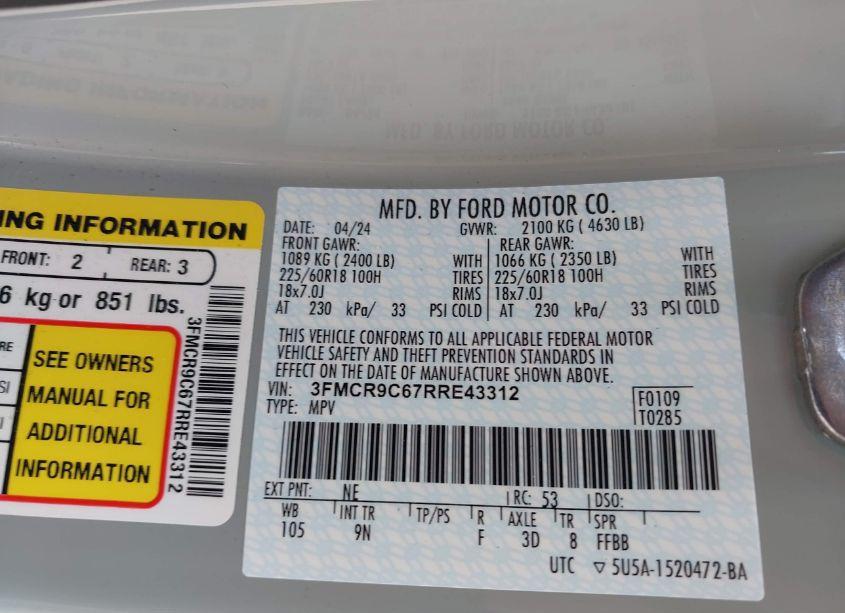 ING INFORMATION
FRONT: 2 REAR: 3
6 kg or 851 lbs.
RE
SI
I
SEE OWNERS
MANUAL FOR
ADDITIONAL
INFORMATION
3FMCR9C67RRE43312
MFD. BY FORD MOTOR CO.
DATE: 04/24 GVWR: 2100 KG ( 4630 LB)
FRONT GAWR: REAR GAWR:
1089 KG ( 2400 LB) WITH 1066 KG ( 2350 LB) WITH
225/60R18 100H TIRES 225/60R18 100H TIRES
18x7.0J RIMS 18x7.0J RIMS
AT 230 kPa/ 33 PSI COLD AT 230 kPa/ 33 PSI COLD
THIS VEHICLE CONFORMS TO ALL APPLICABLE FEDERAL MOTOR
VEHICLE SAFETY AND THEFT PREVENTION STANDARDS IN
EFFECT ON THE DATE OF MANUFACTURE SHOWN ABOVE.
VIN: 3FMCR9C67RRE43312 F0109
TYPE: MPV T0285
EXT PNT: NE RC: 53 DSO:
WB INT TR TP/PS R AXLE TR SPR
105 9N F 3D 8 FFBB
UTC ▽ 5U5A-1520472-BA